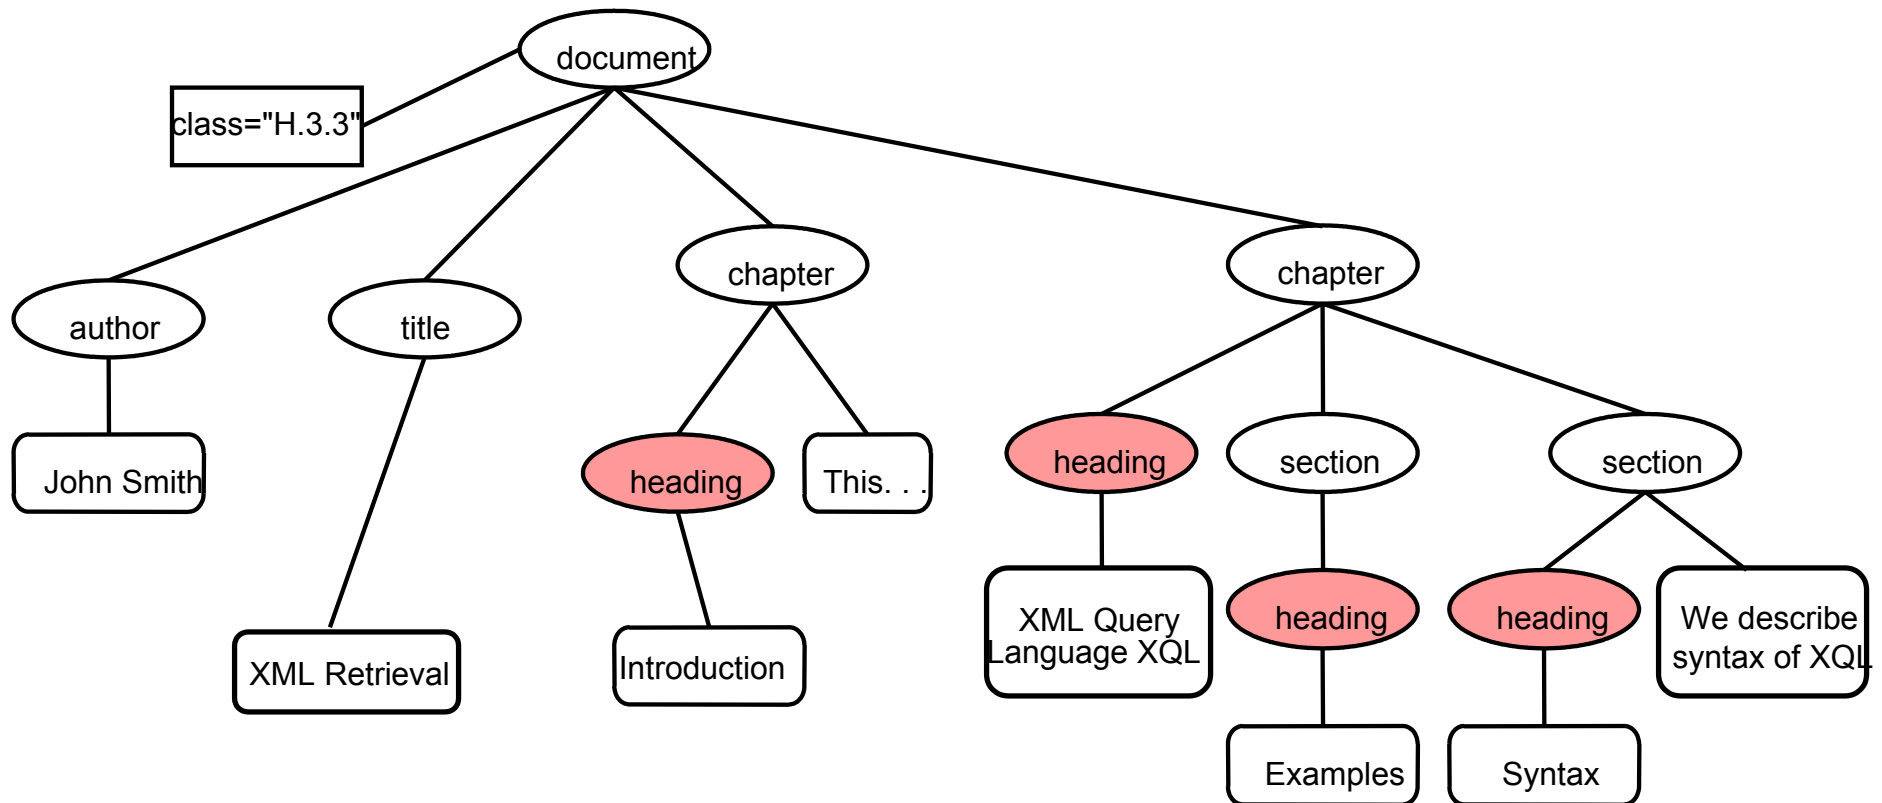 document
class="H.3.3"
chapter
chapter
author
title
heading
section
section
John Smith
heading
This. . .
XML Query
Language XQL
heading
heading
We describe
syntax of XQL
XML Retrieval
Introduction
Examples
Syntax